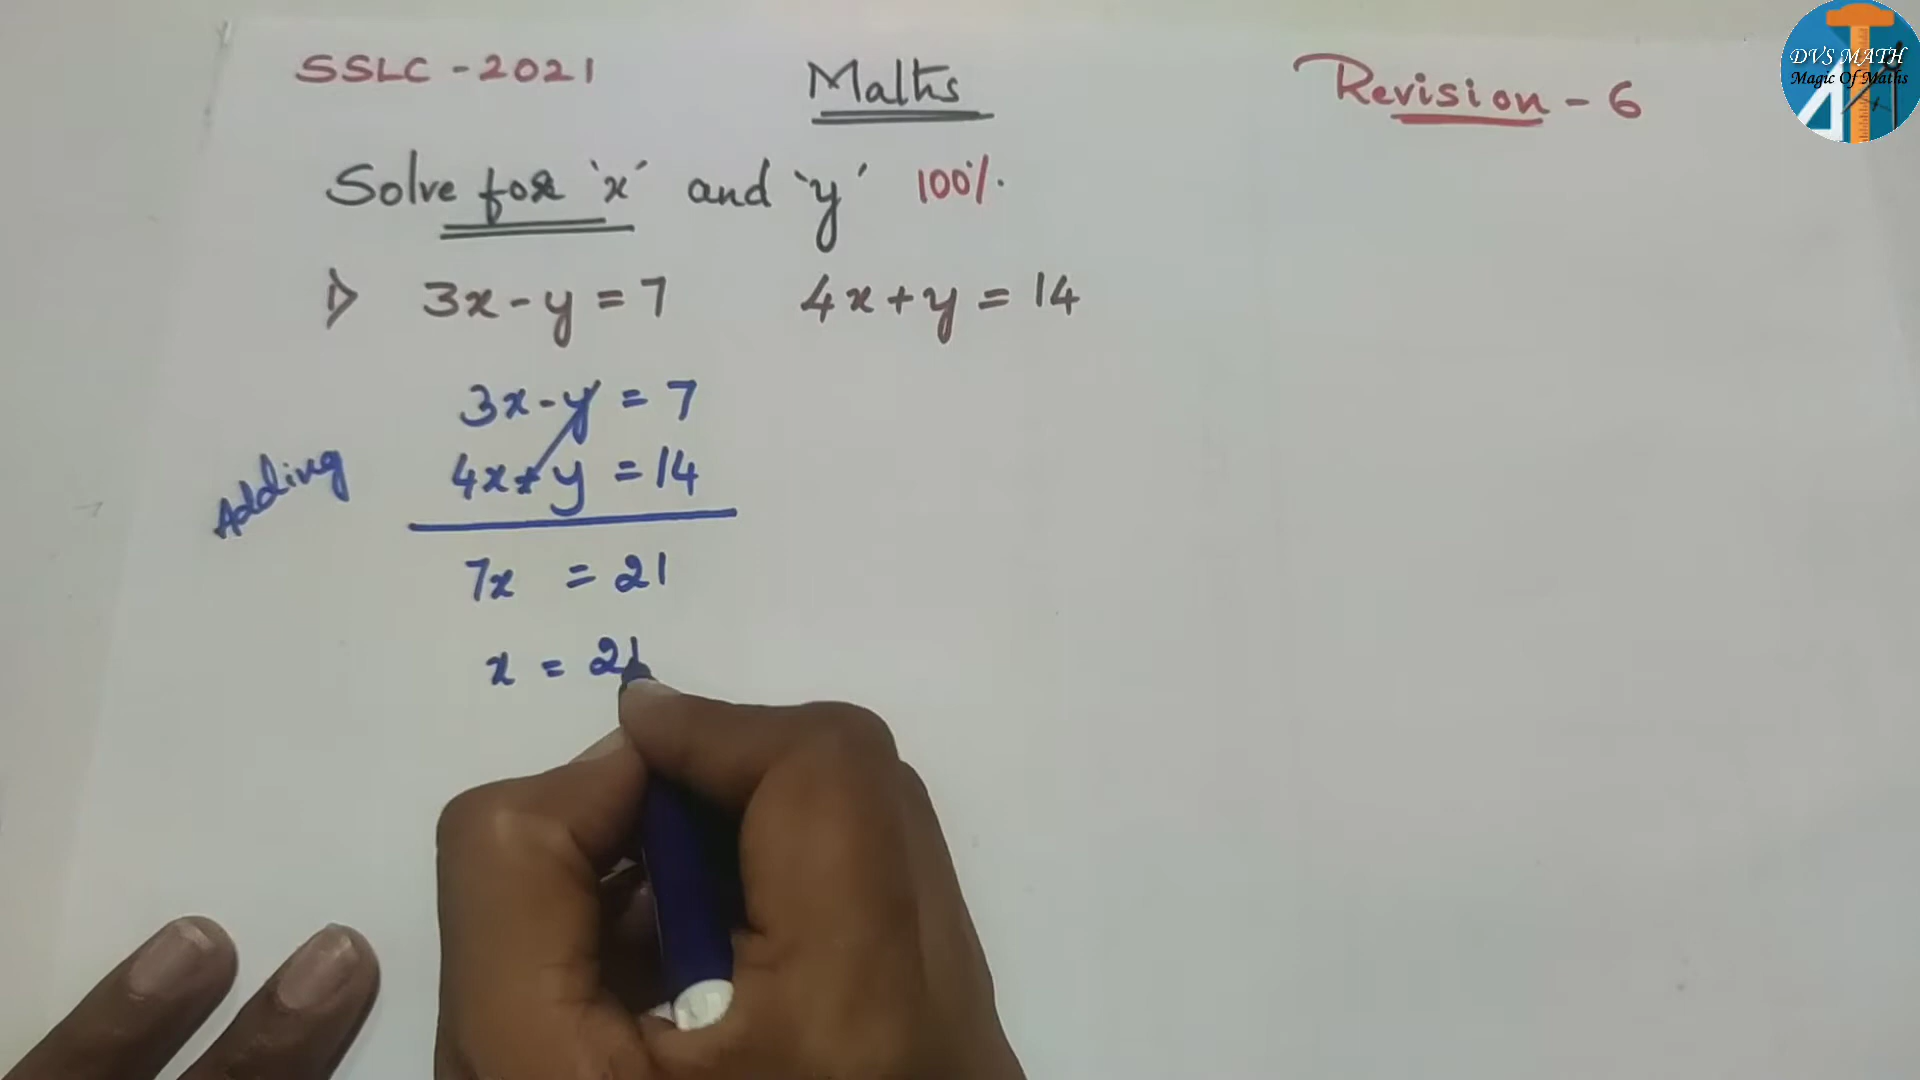 SSLC - 2021 Maths Revision - 6
DVS MATH
Magic Of Maths
Solve for 'x' and 'y' 100%
1) 3x - y = 7 4x + y = 14
3x - y = 7
Adding 4x + y = 14
7x = 21
x = 21